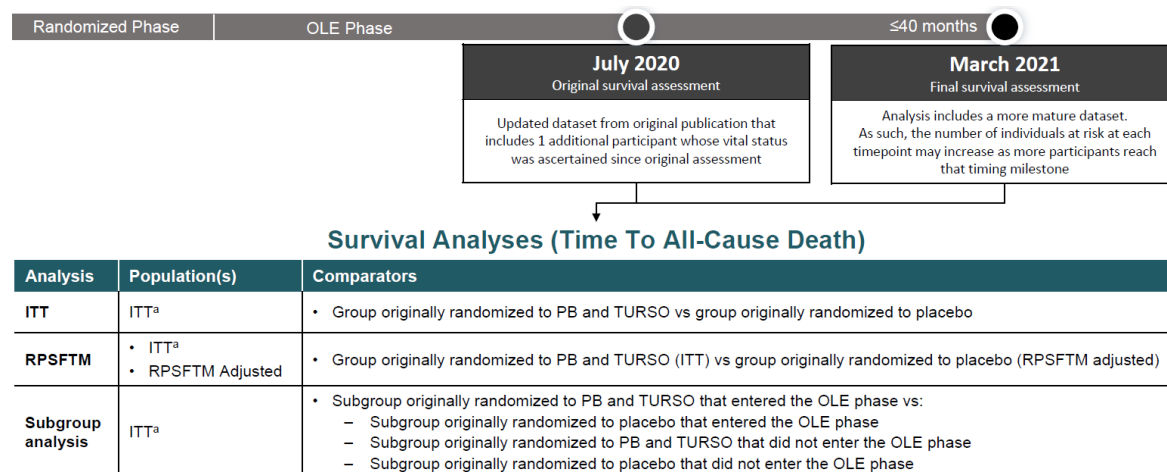 Randomized Phase
OLE Phase
≤40 months
July 2020
Original survival assessment
Updated dataset from original publication that
includes 1 additional participant whose vital status
was ascertained since original assessment
March 2021
Final survival assessment
Analysis includes a more mature dataset.
As such, the number of individuals at risk at each
timepoint may increase as more participants reach
that timing milestone
Survival Analyses (Time To All-Cause Death)
Analysis Population(s) Comparators
ITT ITTᵃ • Group originally randomized to PB and TURSO vs group originally randomized to placebo
RPSFTM • ITTᵃ
• RPSFTM Adjusted
• Group originally randomized to PB and TURSO (ITT) vs group originally randomized to placebo (RPSFTM adjusted)
Subgroup
analysis
ITTᵃ
• Subgroup originally randomized to PB and TURSO that entered the OLE phase vs:
– Subgroup originally randomized to placebo that entered the OLE phase
– Subgroup originally randomized to PB and TURSO that did not enter the OLE phase
– Subgroup originally randomized to placebo that did not enter the OLE phase